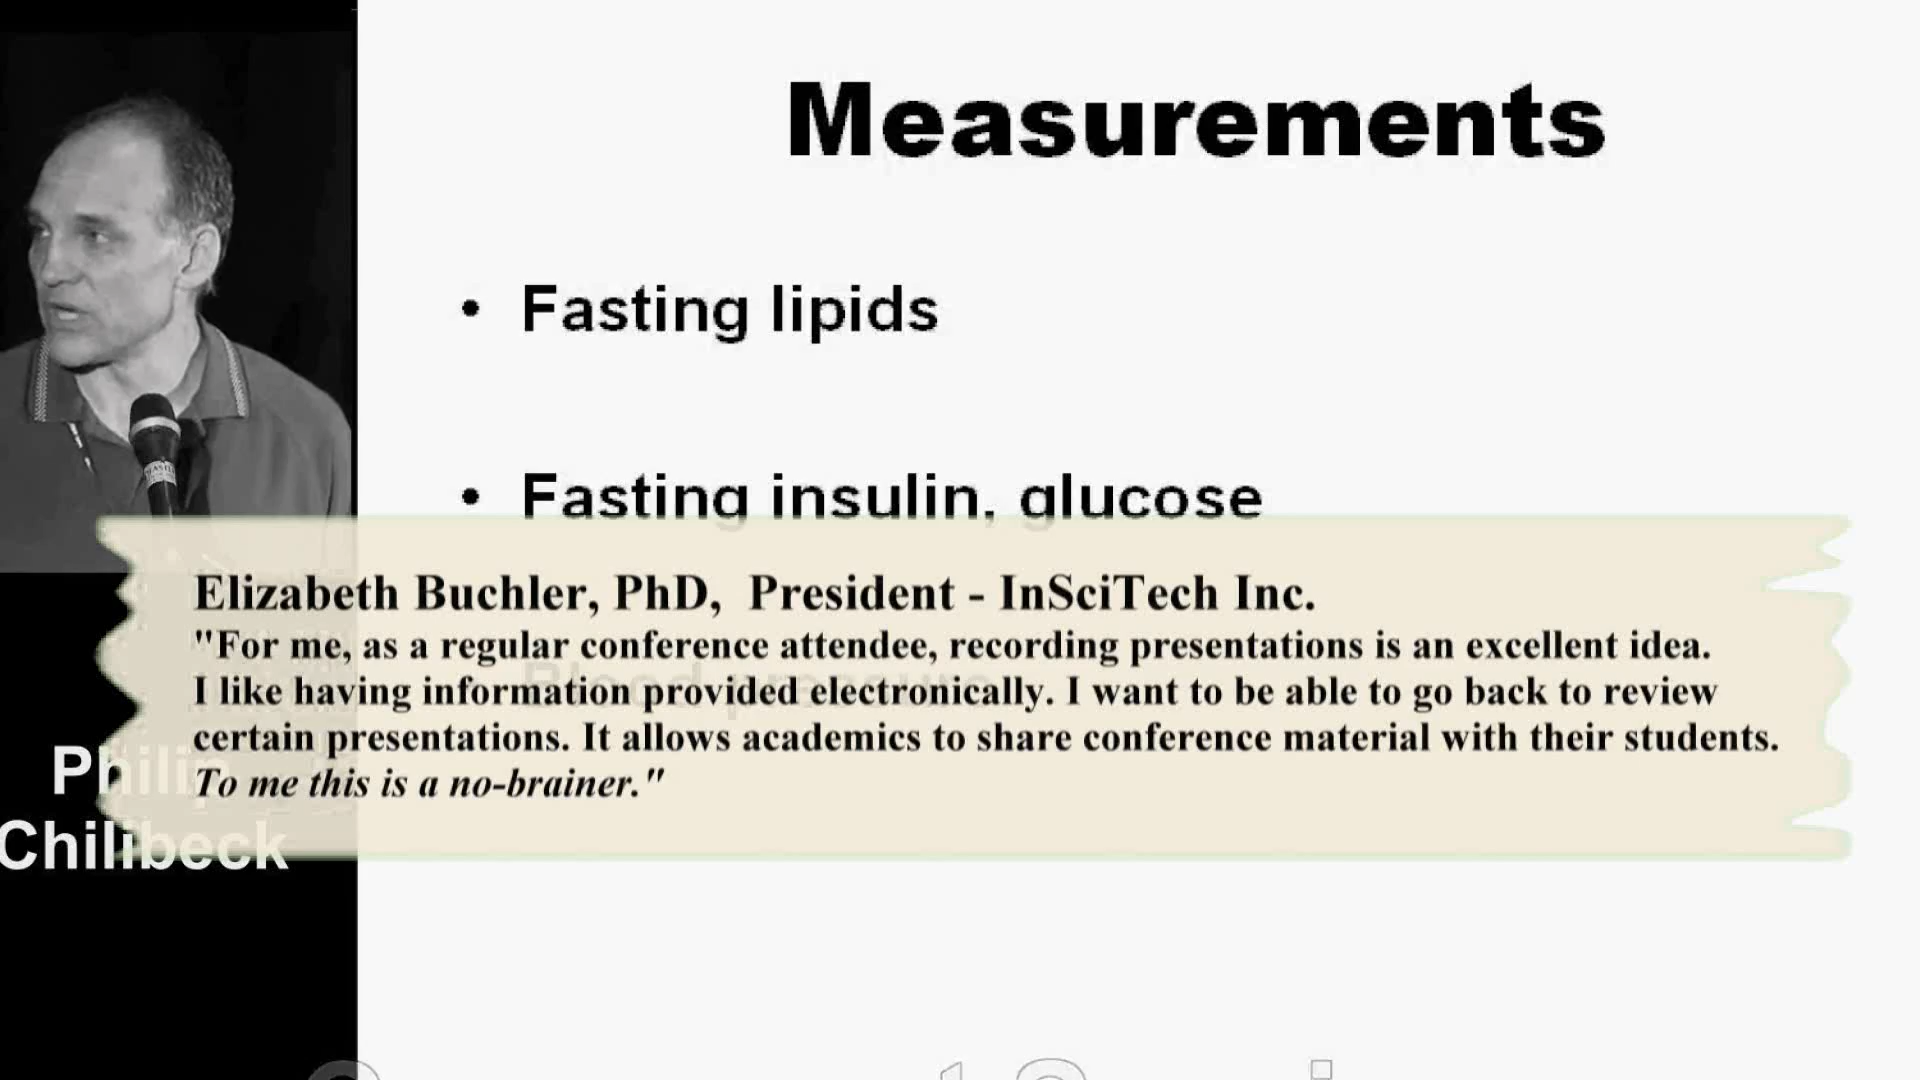 Measurements
• Fasting lipids
• Fasting insulin, glucose
Blood pressure
Elizabeth Buchler, PhD, President - InSciTech Inc.
"For me, as a regular conference attendee, recording presentations is an excellent idea.
I like having information provided electronically. I want to be able to go back to review
certain presentations. It allows academics to share conference material with their students.
To me this is a no-brainer."
Philip
Chilibeck